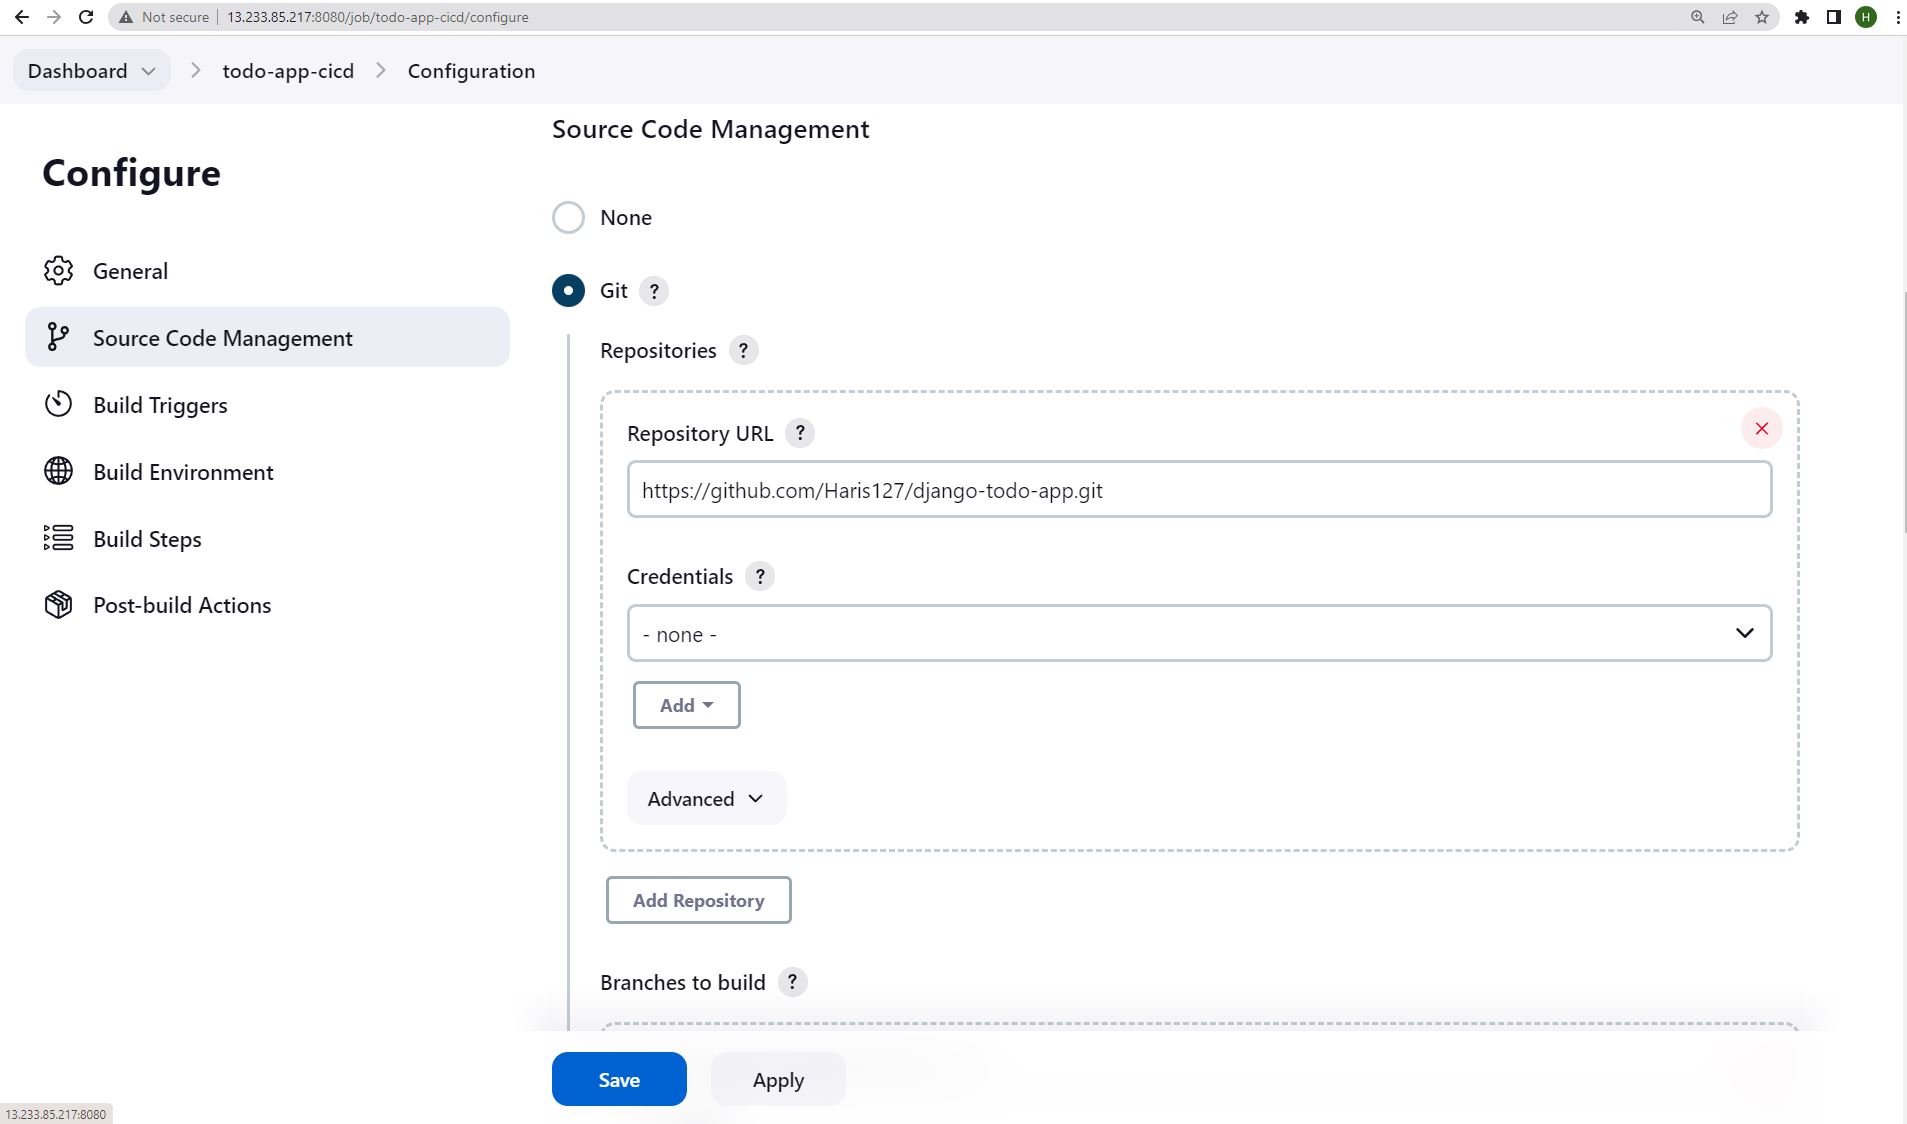 Not secure
13.233.85.217:8080/job/todo-app-cicd/configure
H
Dashboard
todo-app-cicd
Configuration
Configure
General
Source Code Management
Build Triggers
Build Environment
Build Steps
Post-build Actions
Source Code Management
None
Git ?
Repositories ?
Repository URL ?
https://github.com/Haris127/django-todo-app.git
Credentials ?
- none -
Add
Advanced
Add Repository
Branches to build ?
Save
Apply
13.233.85.217:8080